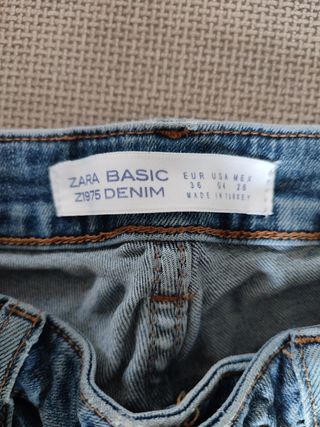 ZARA BASIC
Z1975 DENIM
EUR USA MEX
36 04 26
MADE IN TURKEY